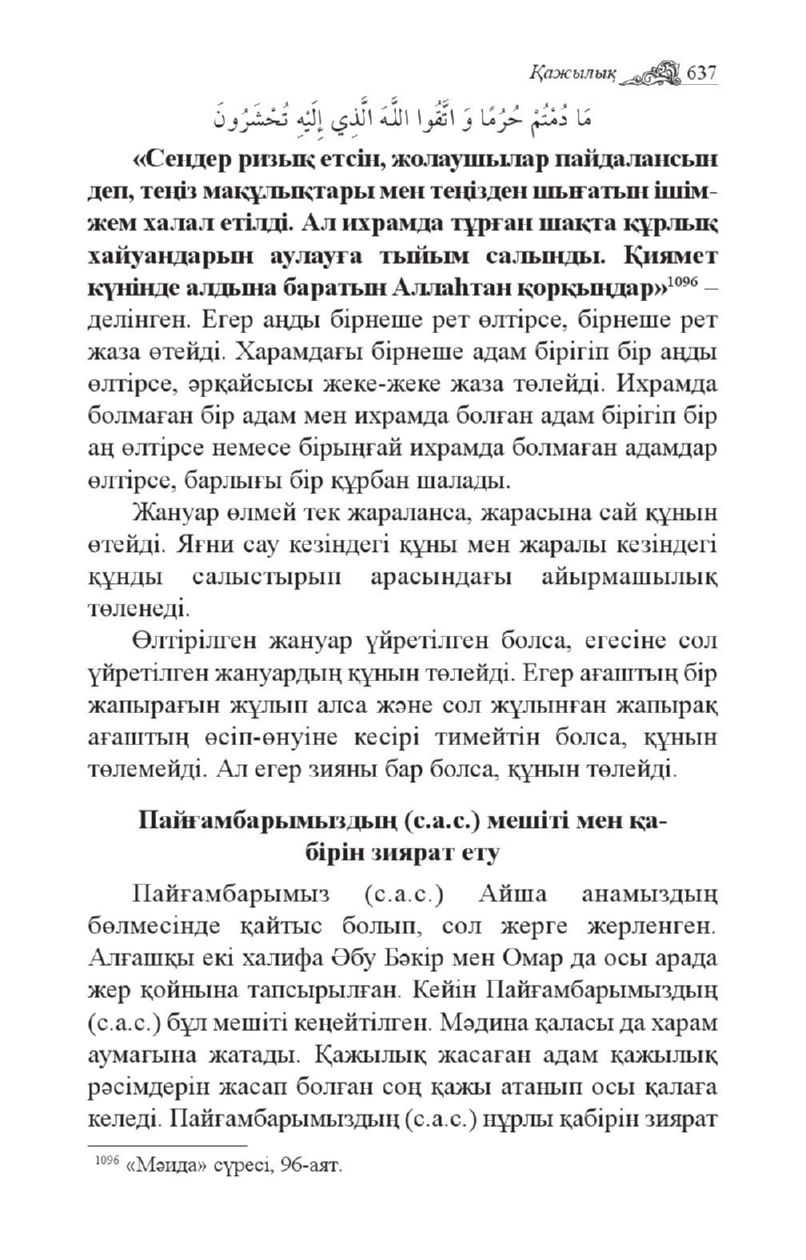 Қажылық 637
مَا دُمْتُمْ حُرُمًا وَ اتَّقُوا اللَّهَ الَّذِي إِلَيْهِ تُحْشَرُونَ
«Сендер ризық етсін, жолаушылар пайдалансын
деп, теңіз мақұлықтары мен теңізден шығатын ішім-
жем халал етілді. Ал ихрамда тұрған шақта құрлық
хайуандарын аулауға тыйым салынды. Қиямет
күнінде алдына баратын Аллаһтан қорқыңдар»1096 –
делінген. Егер аңды бірнеше рет өлтірсе, бірнеше рет
жаза өтейді. Харамдағы бірнеше адам бірігіп бір аңды
өлтірсе, әрқайсысы жеке-жеке жаза төлейді. Ихрамда
болмаған бір адам мен ихрамда болған адам бірігіп бір
аң өлтірсе немесе бірыңғай ихрамда болмаған адамдар
өлтірсе, барлығы бір құрбан шалады.
Жануар өлмей тек жараланса, жарасына сай құнын
өтейді. Яғни сау кезіндегі құны мен жаралы кезіндегі
құнды салыстырып арасындағы айырмашылық
төленеді.
Өлтірілген жануар үйретілген болса, егесіне сол
үйретілген жануардың құнын төлейді. Егер ағаштың бір
жапырағын жұлып алса және сол жұлынған жапырақ
ағаштың өсіп-өнуіне кесірі тимейтін болса, құнын
төлемейді. Ал егер зияны бар болса, құнын төлейді.
Пайғамбарымыздың (с.а.с.) мешіті мен қа-
бірін зиярат ету
Пайғамбарымыз (с.а.с.) Айша анамыздың
бөлмесінде қайтыс болып, сол жерге жерленген.
Алғашқы екі халифа Әбу Бәкір мен Омар да осы арада
жер қойнына тапсырылған. Кейін Пайғамбарымыздың
(с.а.с.) бұл мешіті кеңейтілген. Мәдина қаласы да харам
аумағына жатады. Қажылық жасаған адам қажылық
рәсімдерін жасап болған соң қажы атанып осы қалаға
келеді. Пайғамбарымыздың (с.а.с.) нұрлы қабірін зиярат
1096 «Мәида» сүресі, 96-аят.